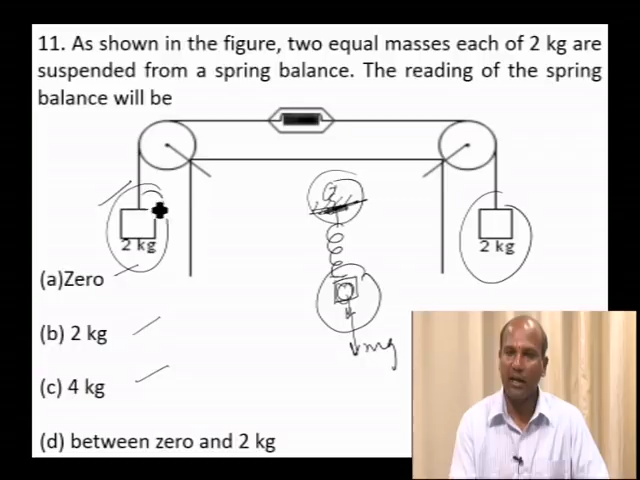 11. As shown in the figure, two equal masses each of 2 kg are
suspended from a spring balance. The reading of the spring
balance will be
2 kg
2 kg
mg
(a)Zero
(b) 2 kg
(c) 4 kg
(d) between zero and 2 kg